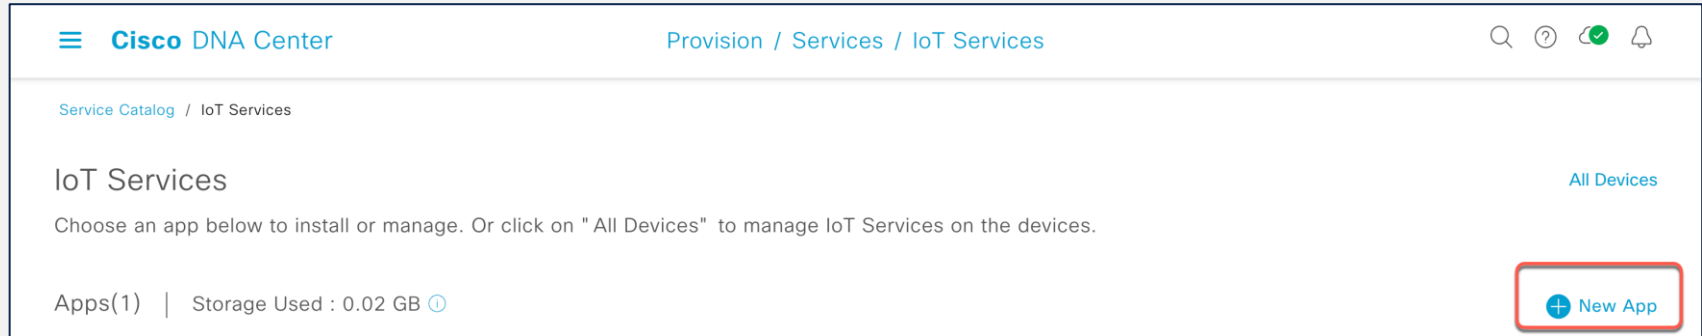 Cisco DNA Center
Provision / Services / IoT Services
Service Catalog / IoT Services
IoT Services
All Devices
Choose an app below to install or manage. Or click on "All Devices" to manage IoT Services on the devices.
Apps(1) | Storage Used : 0.02 GB
New App